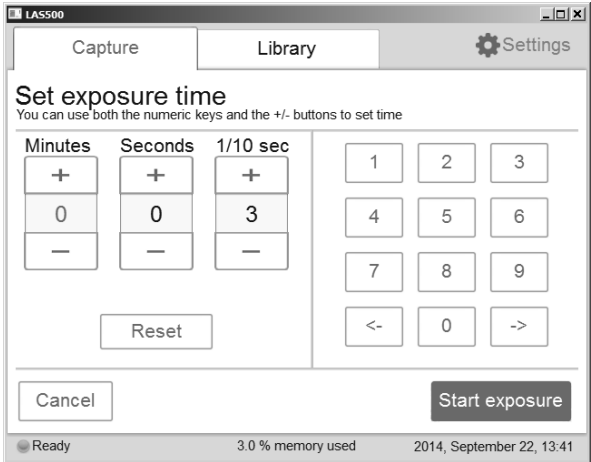 LAS500
Capture Library Settings
Set exposure time
You can use both the numeric keys and the +/- buttons to set time
Minutes Seconds 1/10 sec
+ + +
0 0 3
— — —
Reset
1 2 3
4 5 6
7 8 9
<- 0 ->
Cancel Start exposure
Ready 3.0 % memory used 2014, September 22, 13:41